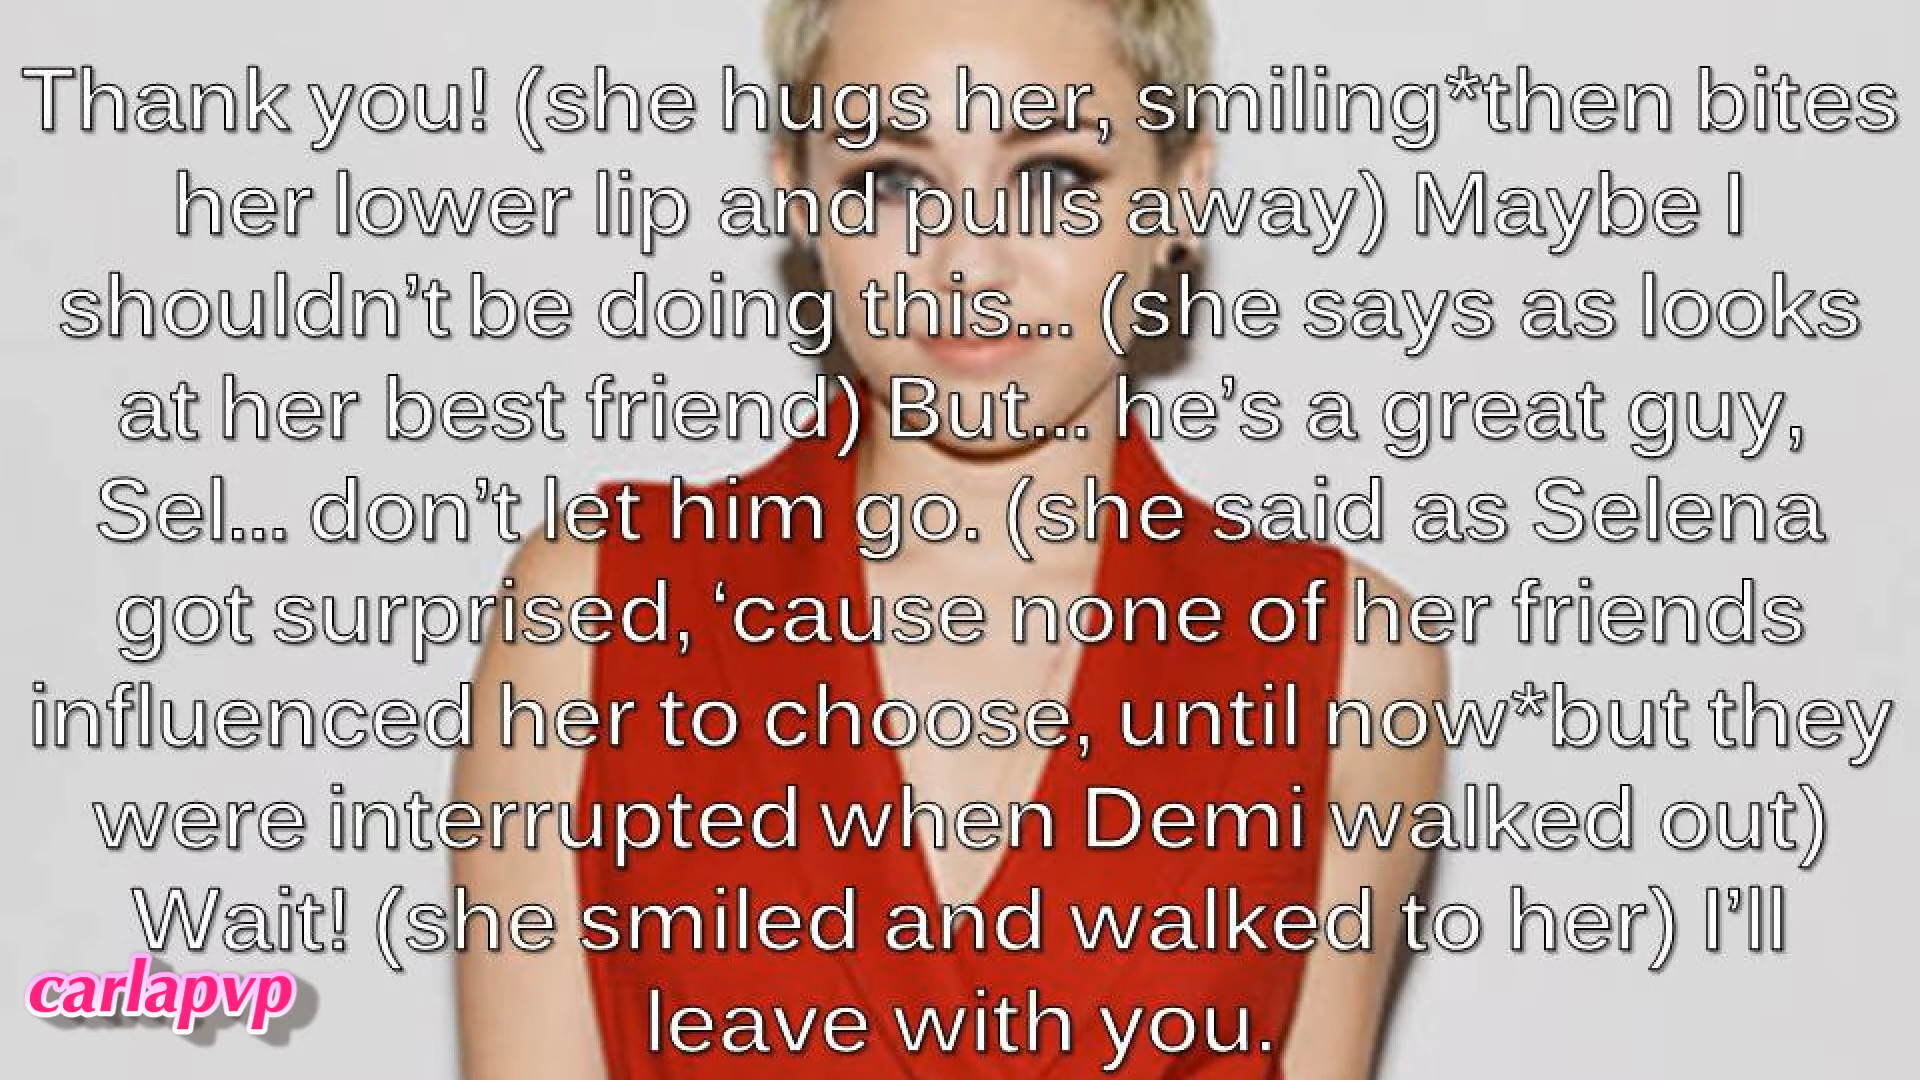 Thank you! (she hugs her, smiling*then bites
her lower lip and pulls away) Maybe I
shouldn’t be doing this... (she says as looks
at her best friend) But... he’s a great guy,
Sel... don’t let him go. (she said as Selena
got surprised, ‘cause none of her friends
influenced her to choose, until now*but they
were interrupted when Demi walked out)
Wait! (she smiled and walked to her) I’ll
leave with you.
carlapvp